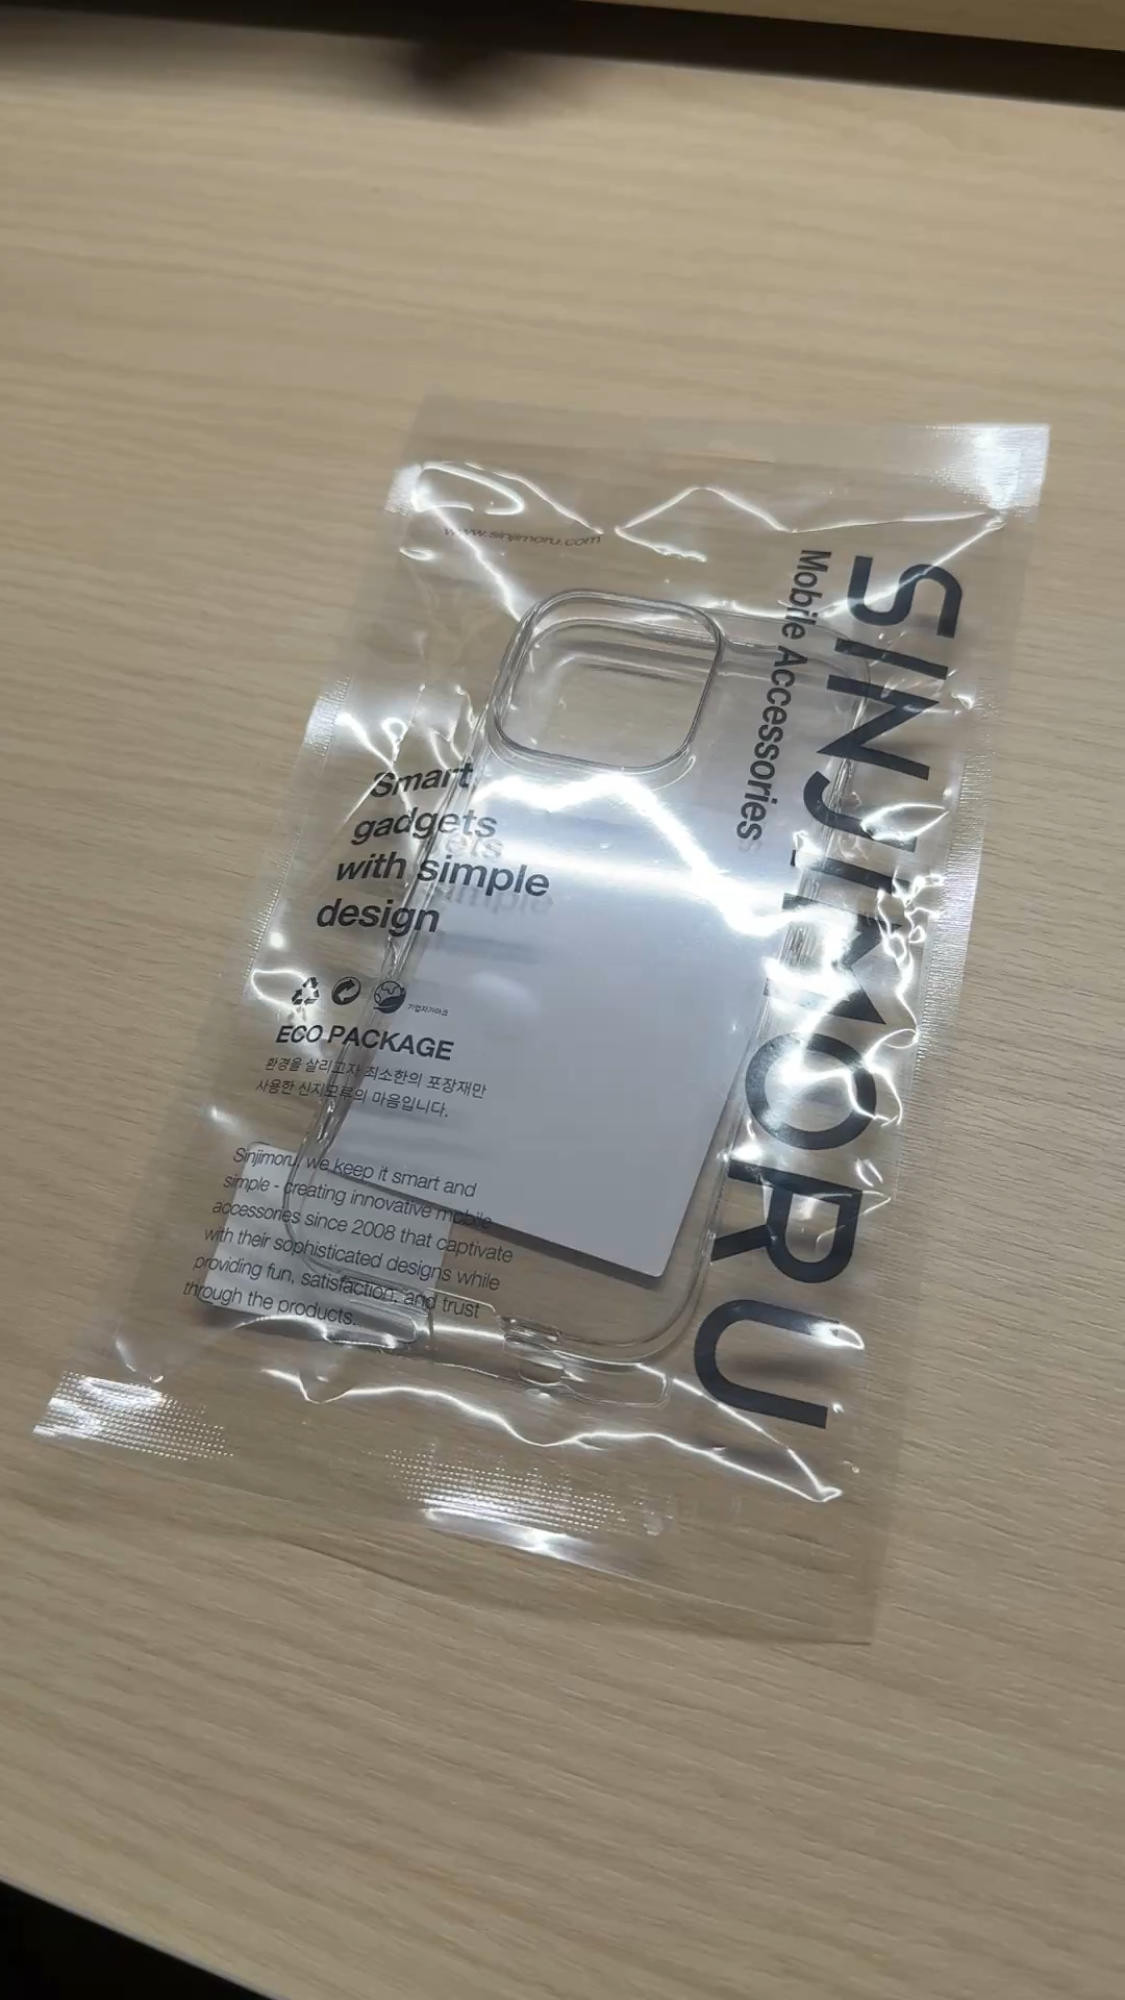 www.sinjimoru.com
SINJIMORU
Mobile Accessories
Smart
gadgets
with simple
design
ECO PACKAGE
환경을 살리고자 최소한의 포장재만
사용한 신지모루의 마음입니다.
Sinjimoru, we keep it smart and
simple - creating innovative mobile
accessories since 2008 that captivate
with their sophisticated designs while
providing fun, satisfaction, and trust
through the products.